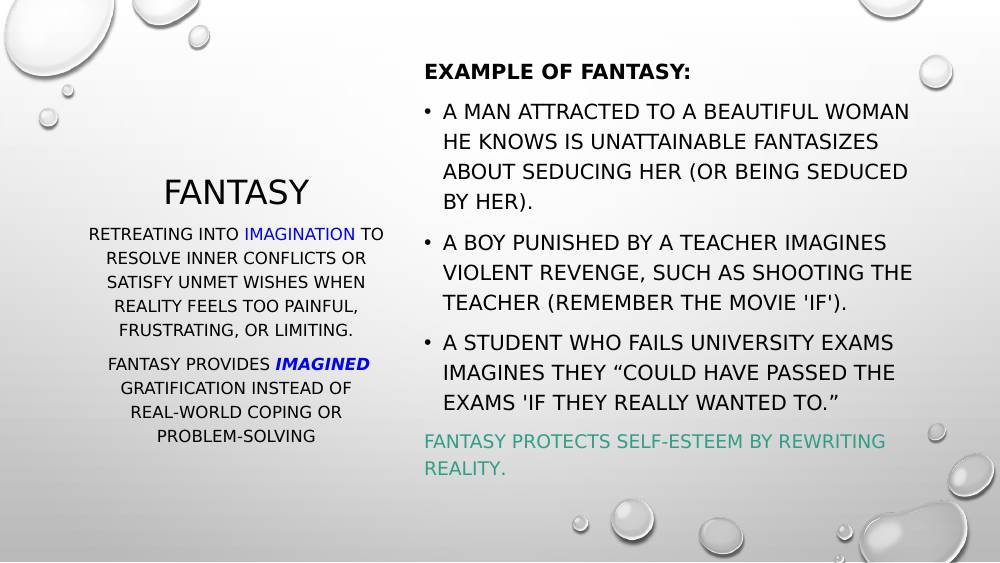 FANTASY
RETREATING INTO IMAGINATION TO
RESOLVE INNER CONFLICTS OR
SATISFY UNMET WISHES WHEN
REALITY FEELS TOO PAINFUL,
FRUSTRATING, OR LIMITING.
FANTASY PROVIDES IMAGINED
GRATIFICATION INSTEAD OF
REAL-WORLD COPING OR
PROBLEM-SOLVING
EXAMPLE OF FANTASY:
• A MAN ATTRACTED TO A BEAUTIFUL WOMAN
HE KNOWS IS UNATTAINABLE FANTASIZES
ABOUT SEDUCING HER (OR BEING SEDUCED
BY HER).
• A BOY PUNISHED BY A TEACHER IMAGINES
VIOLENT REVENGE, SUCH AS SHOOTING THE
TEACHER (REMEMBER THE MOVIE 'IF').
• A STUDENT WHO FAILS UNIVERSITY EXAMS
IMAGINES THEY “COULD HAVE PASSED THE
EXAMS 'IF THEY REALLY WANTED TO.”
FANTASY PROTECTS SELF-ESTEEM BY REWRITING
REALITY.